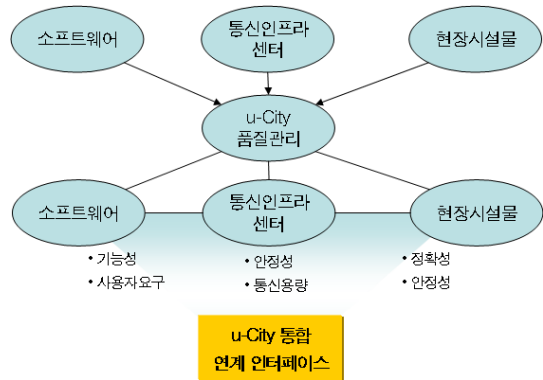 소프트웨어
통신인프라
센터
현장시설물
u-City
품질관리
소프트웨어
통신인프라
센터
현장시설물
• 기능성
• 사용자요구
• 안정성
• 통신용량
• 정확성
• 안정성
u-City 통합
연계 인터페이스